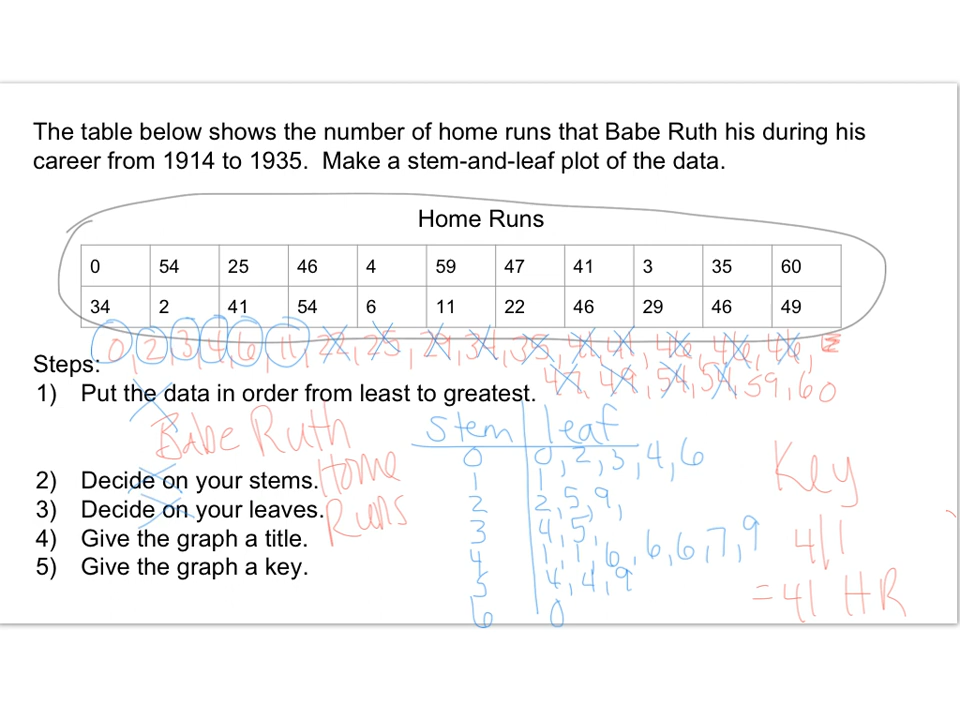 The table below shows the number of home runs that Babe Ruth his during his
career from 1914 to 1935. Make a stem-and-leaf plot of the data.
Home Runs
0 54 25 46 4 59 47 41 3 35 60
34 2 41 54 6 11 22 46 29 46 49
0, 2, 3, 4, 6, 11, 22, 25, 29, 34, 35, 41, 41, 46, 46, 46,
Steps:
47, 49, 54, 54, 59, 60
1) Put the data in order from least to greatest.
Babe Ruth
Home
Runs
2) Decide on your stems.
3) Decide on your leaves.
4) Give the graph a title.
5) Give the graph a key.
Stem leaf
0 0, 2, 3, 4, 6
1 1
2 2, 5, 9,
3 4, 5,
4 1, 1, 6, 6, 6, 7, 9
5 4, 4, 9
6 0
Key
4|1
= 41 HR